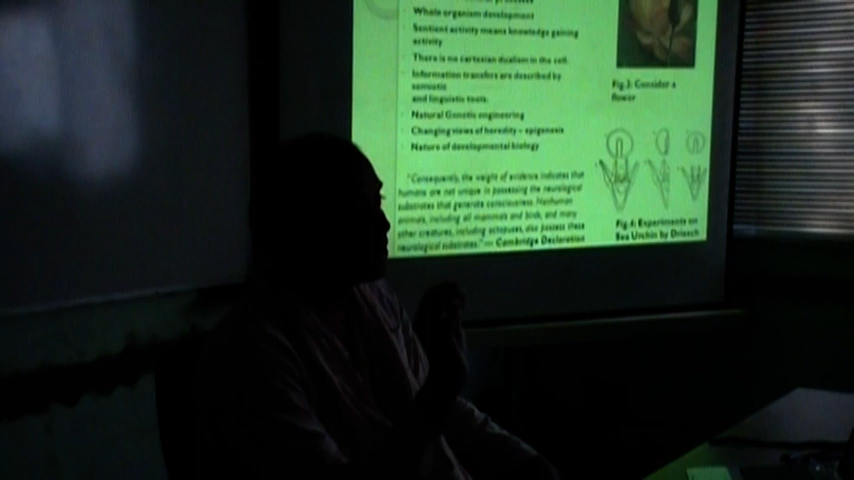 Whole organism development
Sentient activity means knowledge gaining
activity
There is no cartesian dualism in the cell.
Information transfers are described by
semiotic
and linguistic tools.
Natural Genetic engineering
Changing views of heredity – epigenesis
Nature of developmental biology
"Consequently, the weight of evidence indicates that
humans are not unique in possessing the neurological
substrates that generate consciousness. Nonhuman
animals, including all mammals and birds, and many
other creatures, including octopuses, also possess these
neurological substrates." — Cambridge Declaration
Fig.3: Consider a
flower
Fig.4: Experiments on
Sea Urchin by Driesch